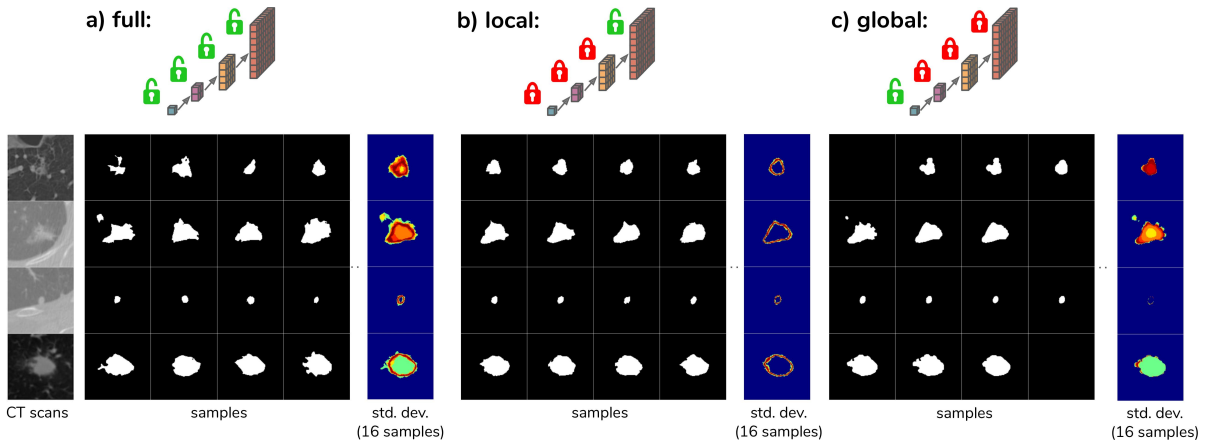 a) full:
b) local:
c) global:
..
..
..
CT scans
samples
std. dev.
(16 samples)
samples
std. dev.
(16 samples)
samples
std. dev.
(16 samples)